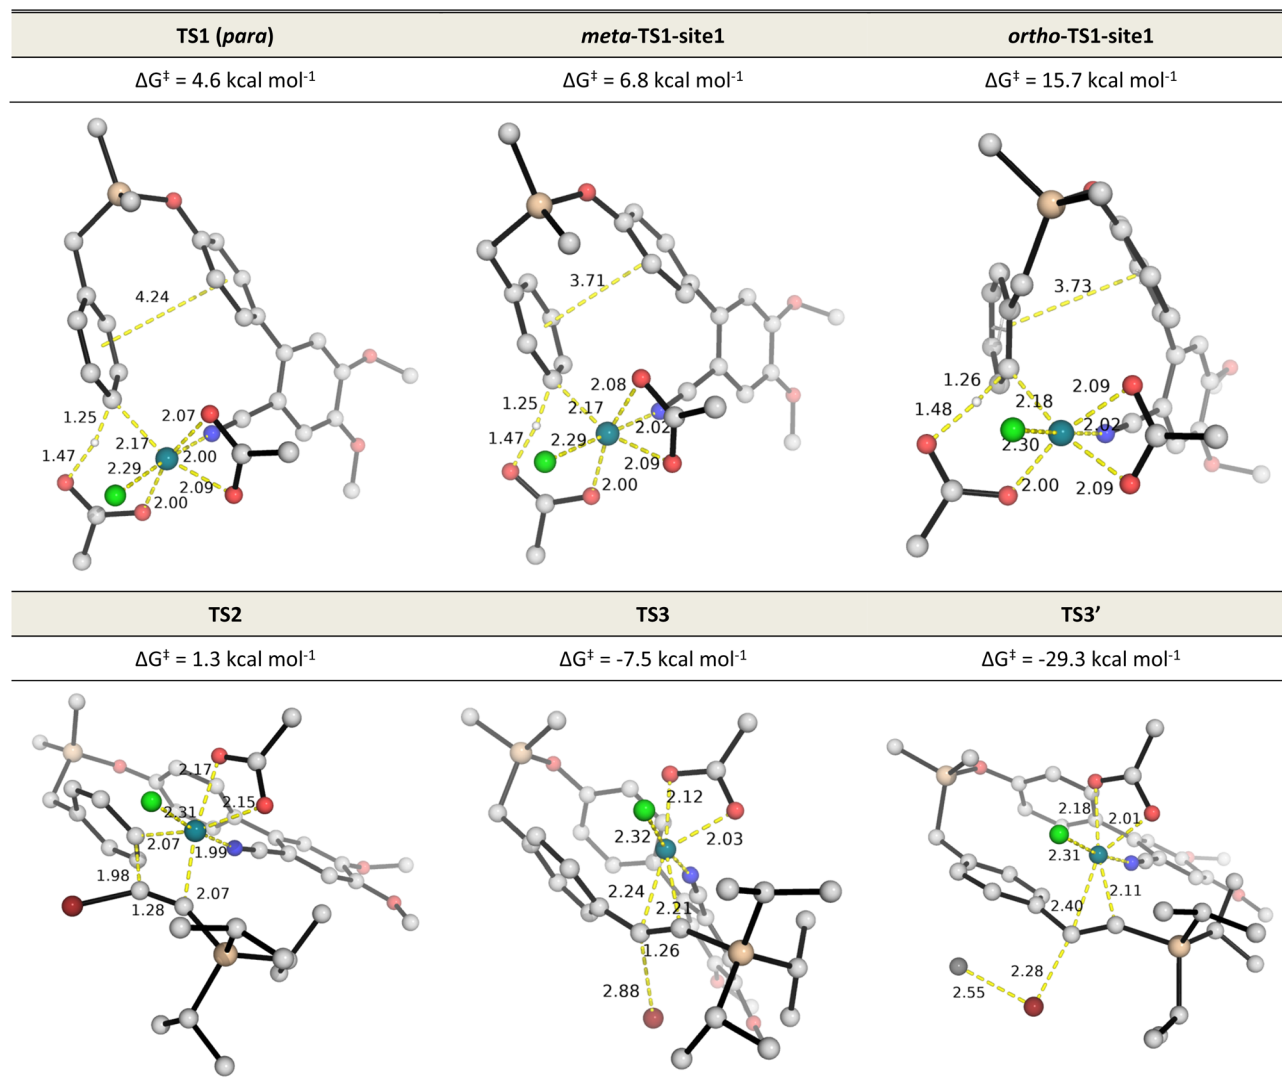 TS1 (para) meta-TS1-site1 ortho-TS1-site1
ΔG‡ = 4.6 kcal mol-1 ΔG‡ = 6.8 kcal mol-1 ΔG‡ = 15.7 kcal mol-1
4.24 3.71 3.73
1.25 2.07 2.17 1.47 2.00 2.29 2.09 2.00
2.08 1.25 2.17 2.02 1.47 2.29 2.09 2.00
1.26 2.09 2.18 1.48 2.02 2.30 2.00 2.09
TS2 TS3 TS3’
ΔG‡ = 1.3 kcal mol-1 ΔG‡ = -7.5 kcal mol-1 ΔG‡ = -29.3 kcal mol-1
2.17 2.15 2.31 2.07 1.99 1.98 2.07 1.28
2.12 2.32 2.03 2.24 2.21 1.26 2.88
2.18 2.01 2.31 2.11 2.40 2.28 2.55